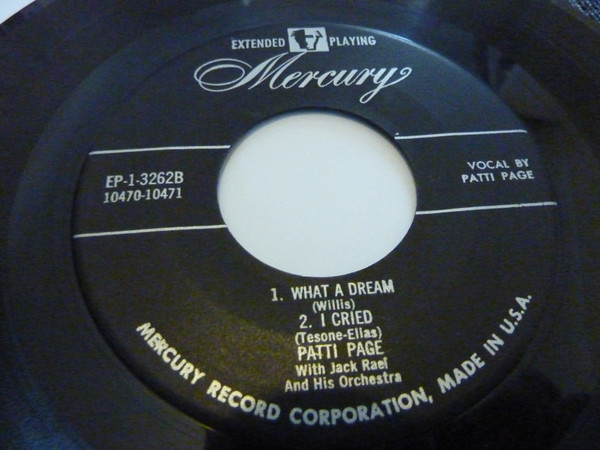 EXTENDED PLAYING
Mercury
EP-1-3262B
10470-10471
VOCAL BY
PATTI PAGE
1. WHAT A DREAM
(Willis)
2. I CRIED
(Tesone-Elias)
PATTI PAGE
With Jack Rael
And His Orchestra
MERCURY RECORD CORPORATION, MADE IN U.S.A.